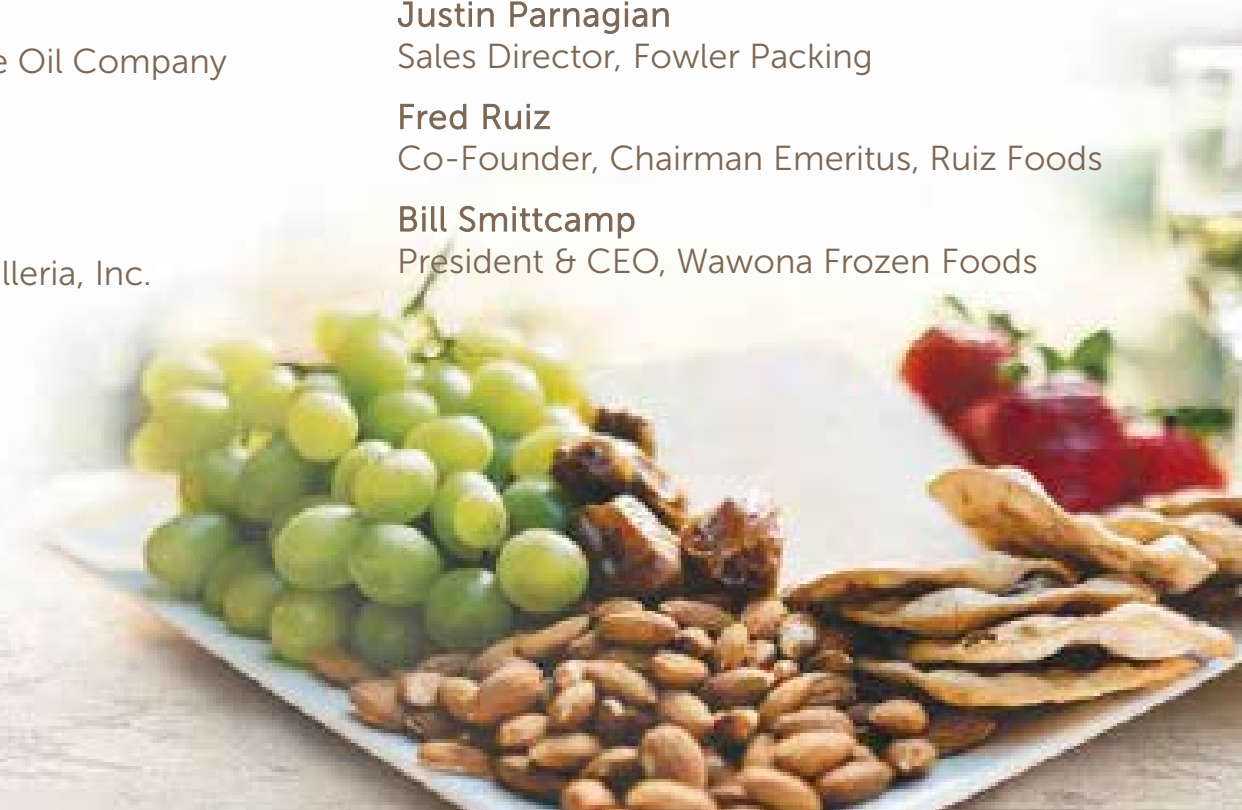 e Oil Company
lleria, Inc.
Justin Parnagian
Sales Director, Fowler Packing
Fred Ruiz
Co-Founder, Chairman Emeritus, Ruiz Foods
Bill Smittcamp
President & CEO, Wawona Frozen Foods